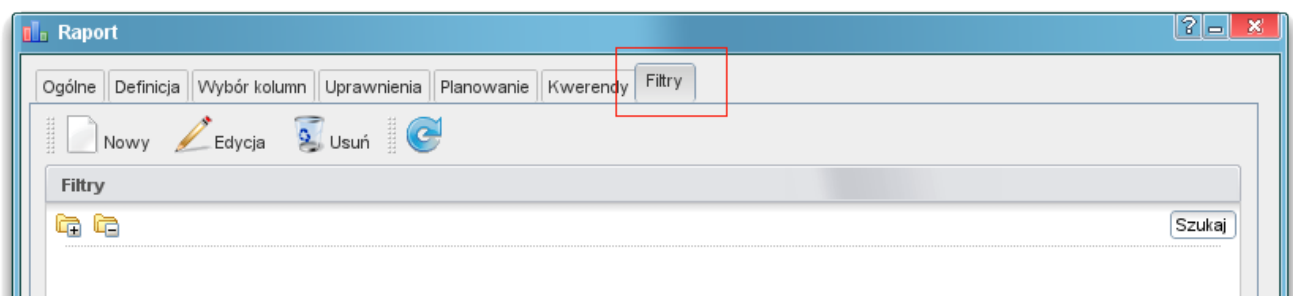 Raport
Ogólne Definicja Wybór kolumn Uprawnienia Planowanie Kwerendy Filtry
Nowy Edycja Usuń
Filtry
Szukaj